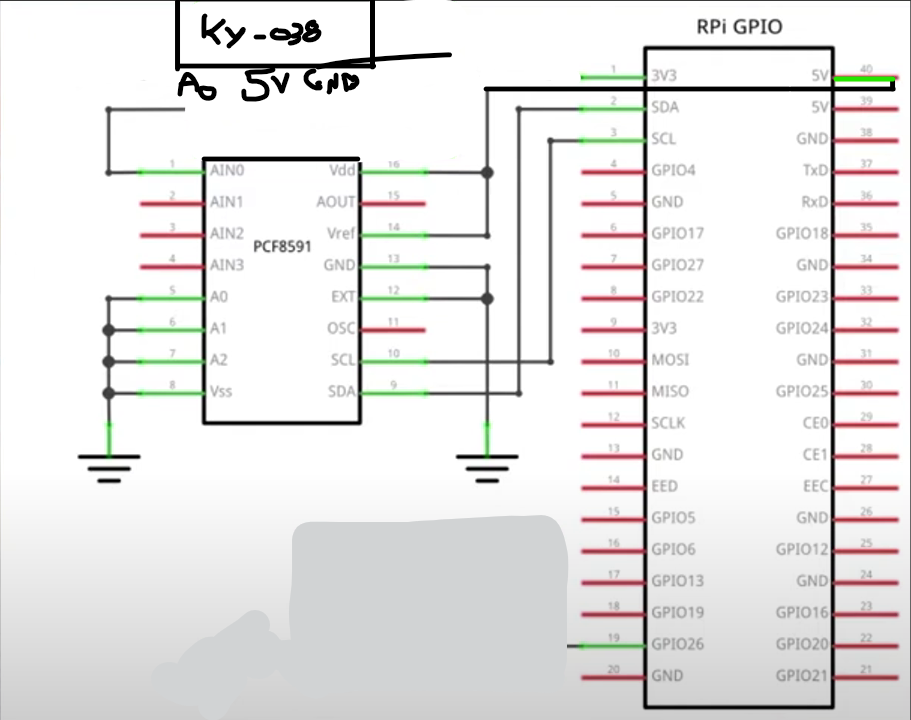 RPi GPIO
Ky-038
A0 5V GND
PCF8591
1 AIN0
2 AIN1
3 AIN2
4 AIN3
5 A0
6 A1
7 A2
8 Vss
Vdd 16
AOUT 15
Vref 14
GND 13
EXT 12
OSC 11
SCL 10
SDA 9
1 3V3
2 SDA
3 SCL
4 GPIO4
5 GND
6 GPIO17
7 GPIO27
8 GPIO22
9 3V3
10 MOSI
11 MISO
12 SCLK
13 GND
14 EED
15 GPIO5
16 GPIO6
17 GPIO13
18 GPIO19
19 GPIO26
20 GND
5V 40
5V 39
GND 38
TxD 37
RxD 36
GPIO18 35
GND 34
GPIO23 33
GPIO24 32
GND 31
GPIO25 30
CE0 29
CE1 28
EEC 27
GND 26
GPIO12 25
GND 24
GPIO16 23
GPIO20 22
GPIO21 21